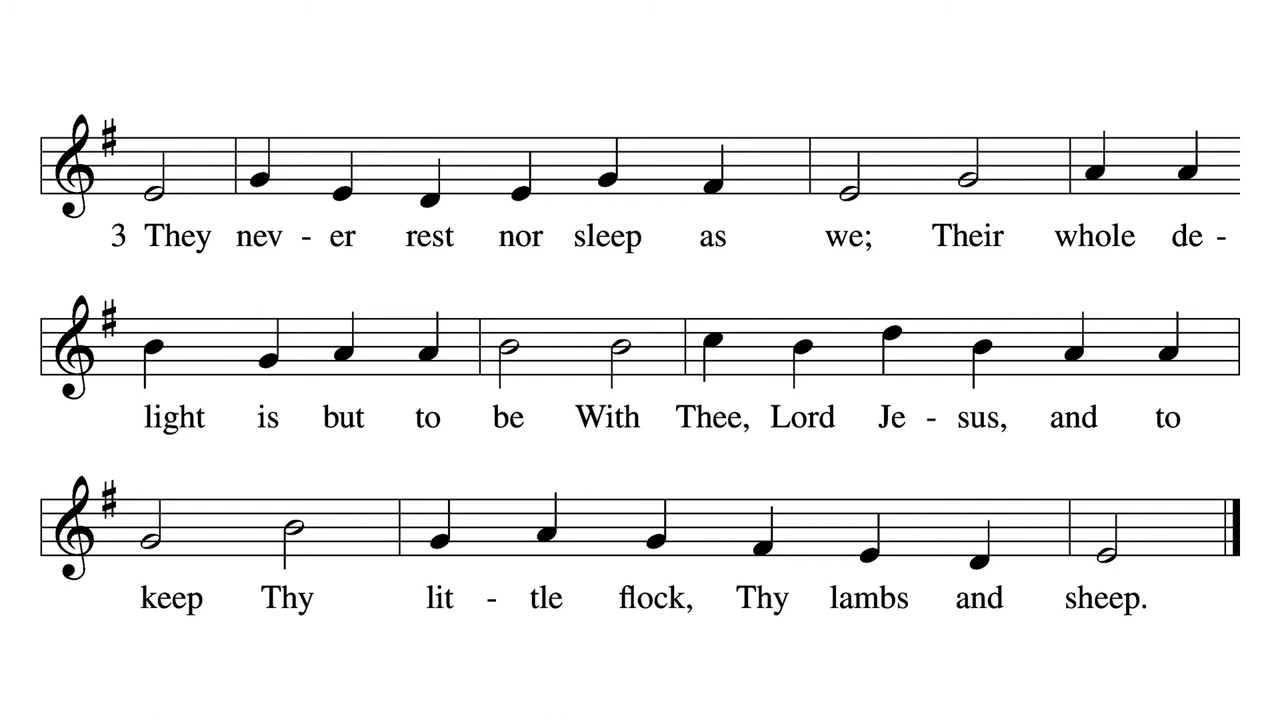 3 They nev - er rest nor sleep as we; Their whole de -
light is but to be With Thee, Lord Je - sus, and to
keep Thy lit - tle flock, Thy lambs and sheep.